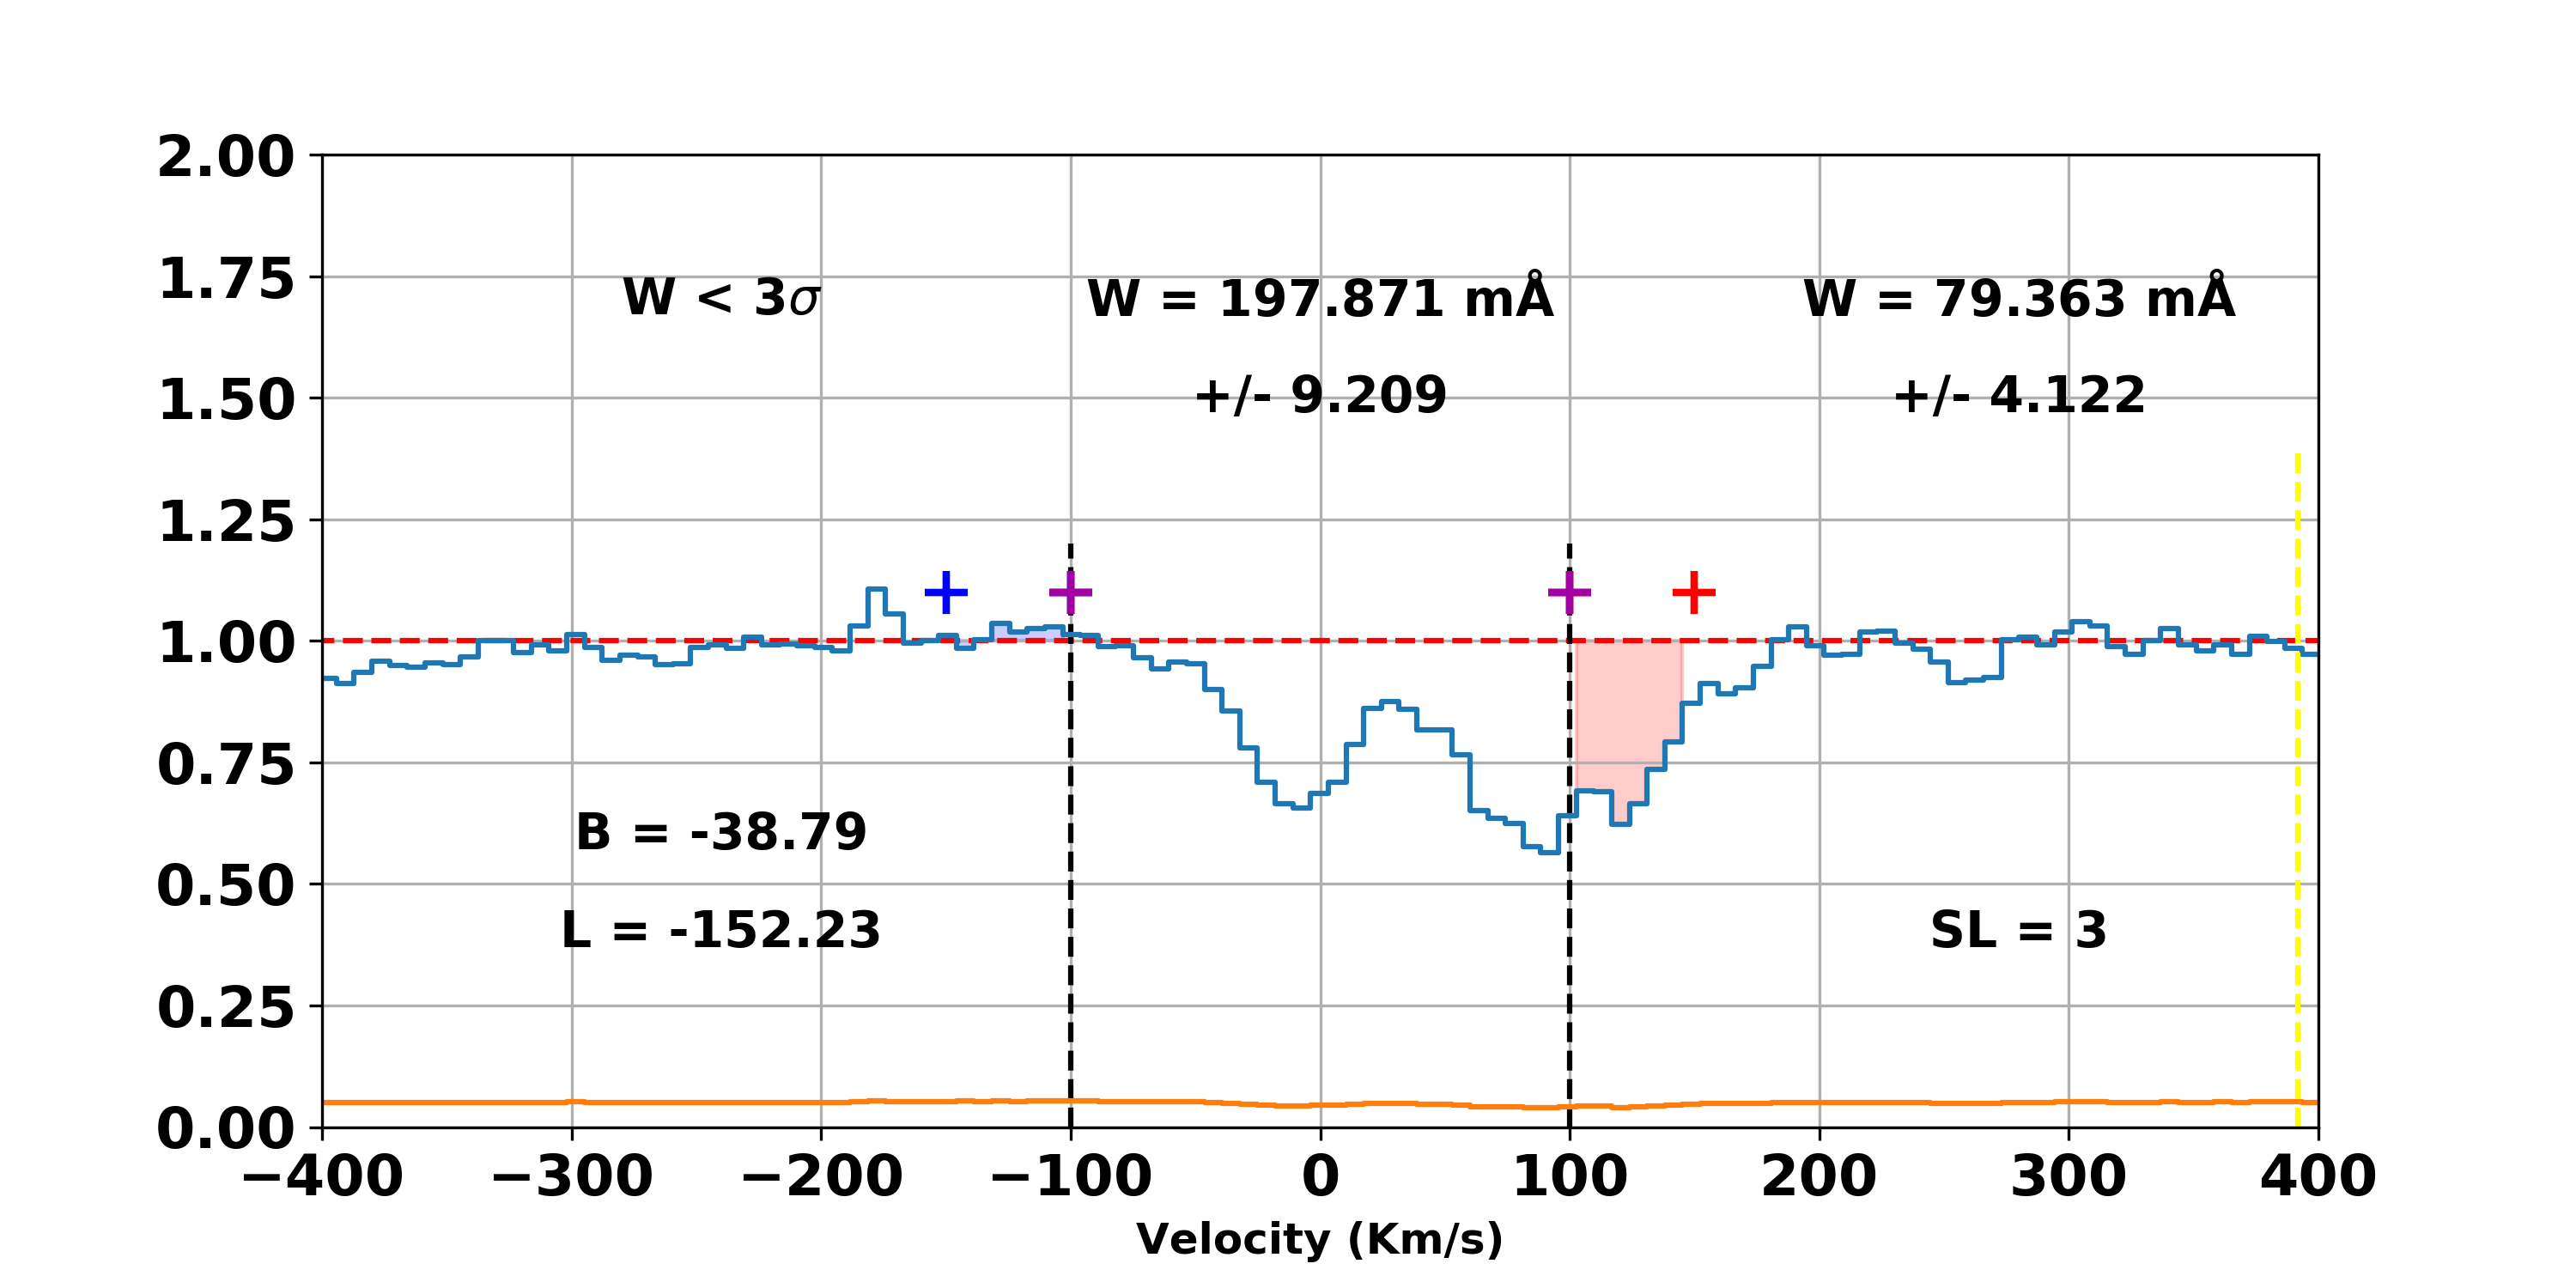 2.00
1.75
1.50
1.25
1.00
0.75
0.50
0.25
0.00
W < 3σ
W = 197.871 mÅ
+/- 9.209
W = 79.363 mÅ
+/- 4.122
B = -38.79
L = -152.23
SL = 3
−400 −300 −200 −100 0 100 200 300 400
Velocity (Km/s)